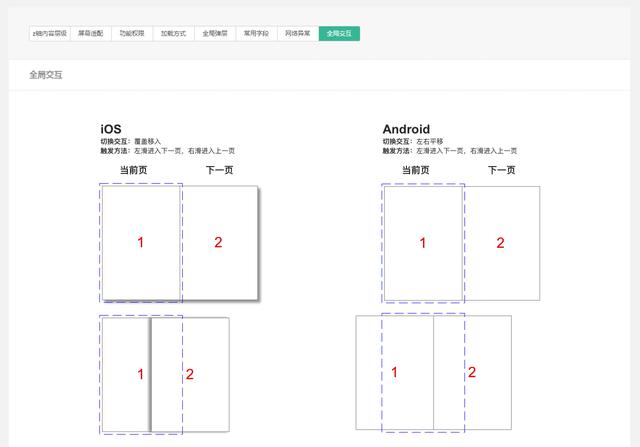 z轴内容层级 屏幕适配 功能权限 加载方式 全局弹层 常用字段 网络异常 全局交互
全局交互
iOS
切换交互：覆盖移入
触发方法：左滑进入下一页，右滑进入上一页
当前页 下一页
1 2
1 2
Android
切换交互：左右平移
触发方法：左滑进入下一页，右滑进入上一页
当前页 下一页
1 2
1 2